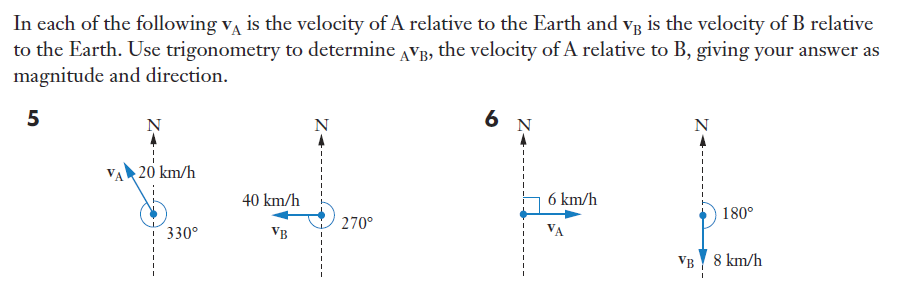 In each of the following vA is the velocity of A relative to the Earth and vB is the velocity of B relative
to the Earth. Use trigonometry to determine AvB, the velocity of A relative to B, giving your answer as
magnitude and direction.
5
N
vA 20 km/h
330°
N
40 km/h
vB
270°
6
N
6 km/h
vA
N
180°
vB 8 km/h